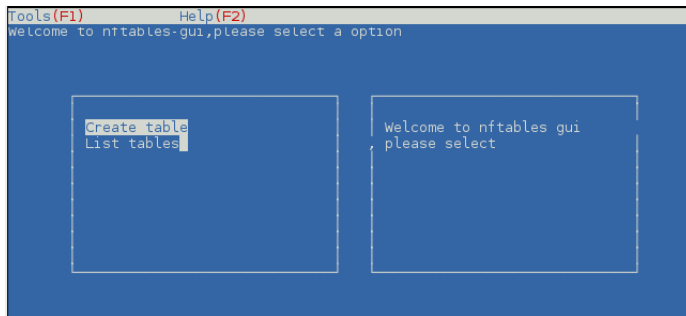 Tools(F1) Help(F2)
Welcome to nftables-gui,please select a option
Create table
List tables
Welcome to nftables gui
, please select